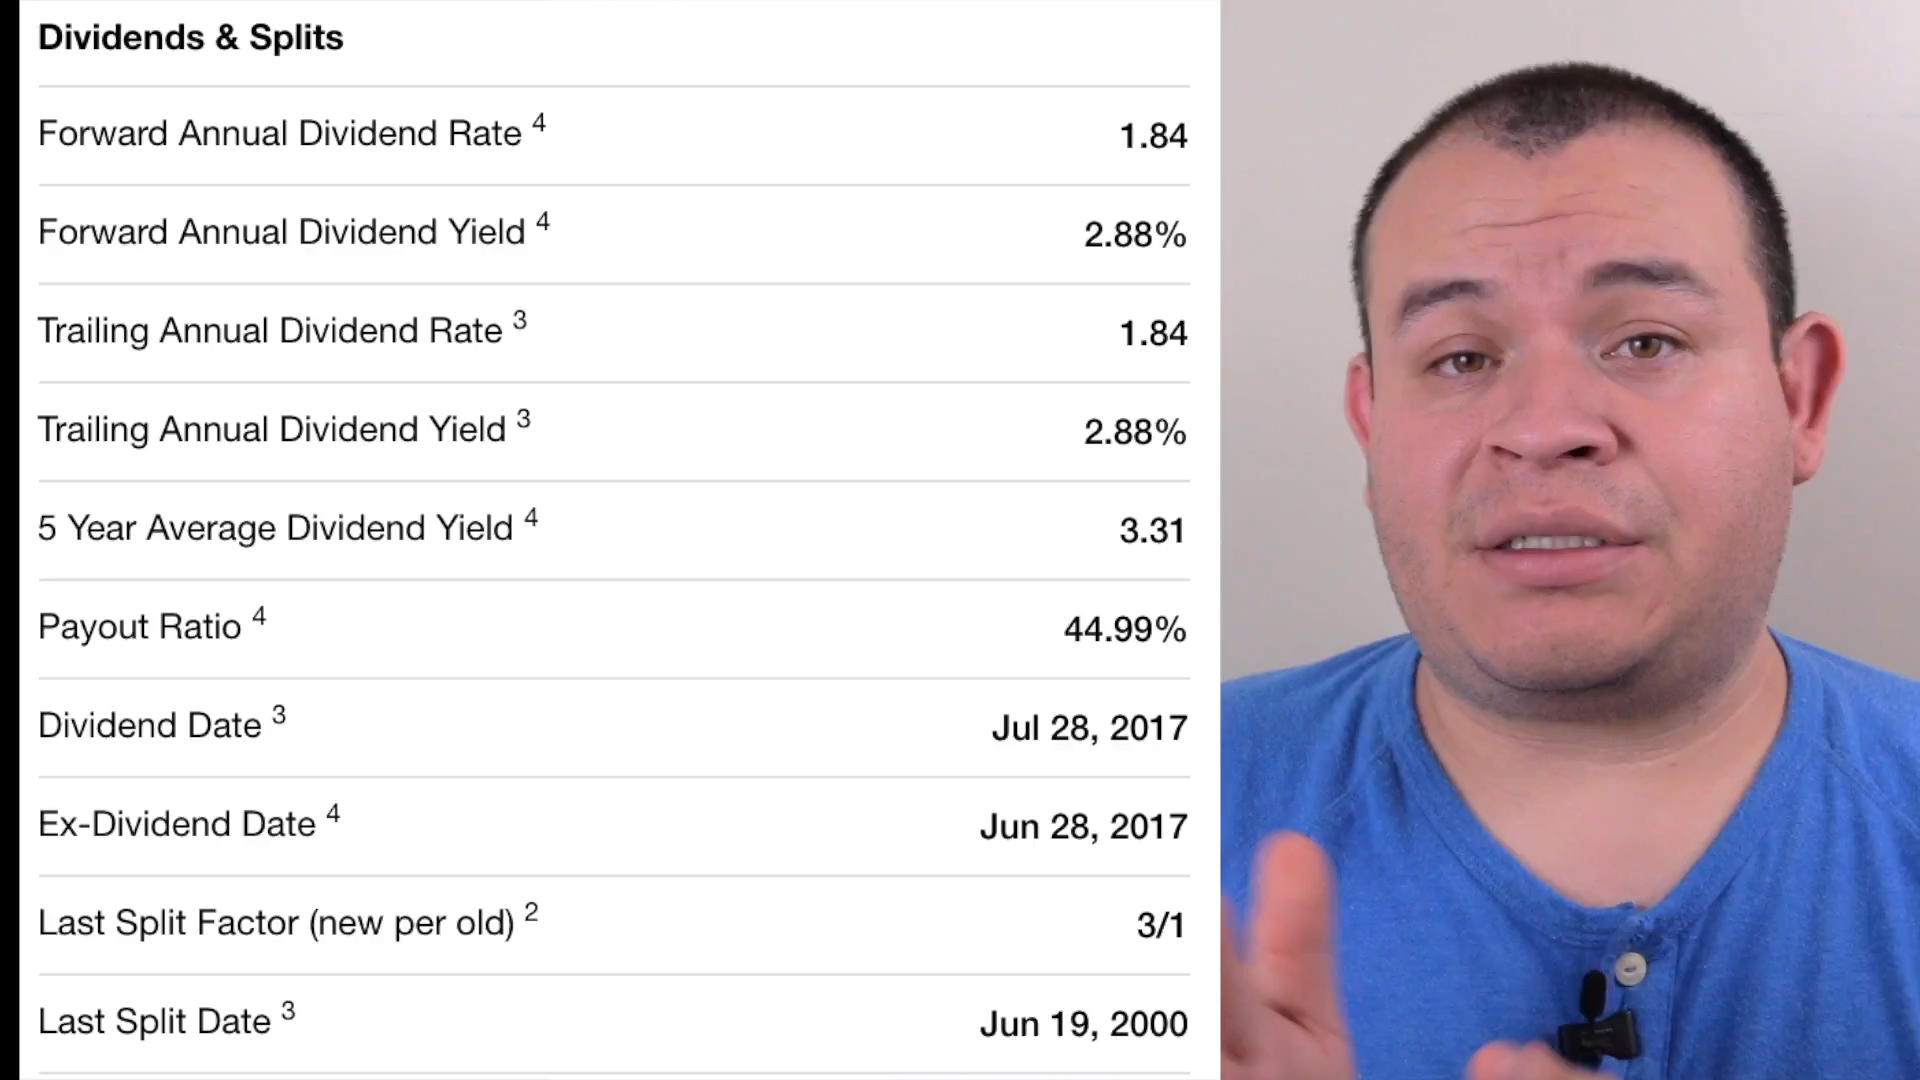 Dividends & Splits
Forward Annual Dividend Rate 4 1.84
Forward Annual Dividend Yield 4 2.88%
Trailing Annual Dividend Rate 3 1.84
Trailing Annual Dividend Yield 3 2.88%
5 Year Average Dividend Yield 4 3.31
Payout Ratio 4 44.99%
Dividend Date 3 Jul 28, 2017
Ex-Dividend Date 4 Jun 28, 2017
Last Split Factor (new per old) 2 3/1
Last Split Date 3 Jun 19, 2000